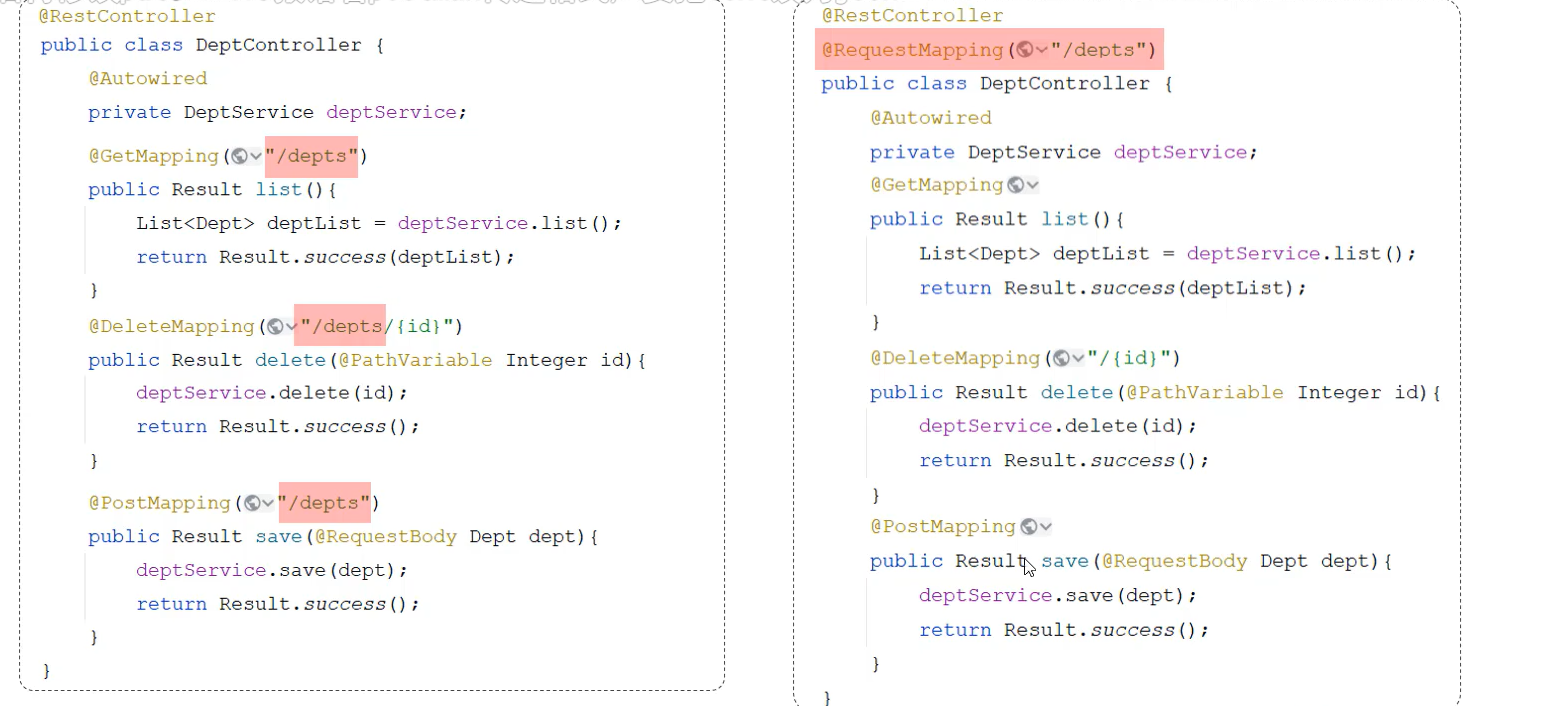 @RestController
public class DeptController {
@Autowired
private DeptService deptService;
@GetMapping("/depts")
public Result list(){
List<Dept> deptList = deptService.list();
return Result.success(deptList);
}
@DeleteMapping("/depts/{id}")
public Result delete(@PathVariable Integer id){
deptService.delete(id);
return Result.success();
}
@PostMapping("/depts")
public Result save(@RequestBody Dept dept){
deptService.save(dept);
return Result.success();
}
}
@RestController
@RequestMapping("/depts")
public class DeptController {
@Autowired
private DeptService deptService;
@GetMapping
public Result list(){
List<Dept> deptList = deptService.list();
return Result.success(deptList);
}
@DeleteMapping("/{id}")
public Result delete(@PathVariable Integer id){
deptService.delete(id);
return Result.success();
}
@PostMapping
public Result save(@RequestBody Dept dept){
deptService.save(dept);
return Result.success();
}
}